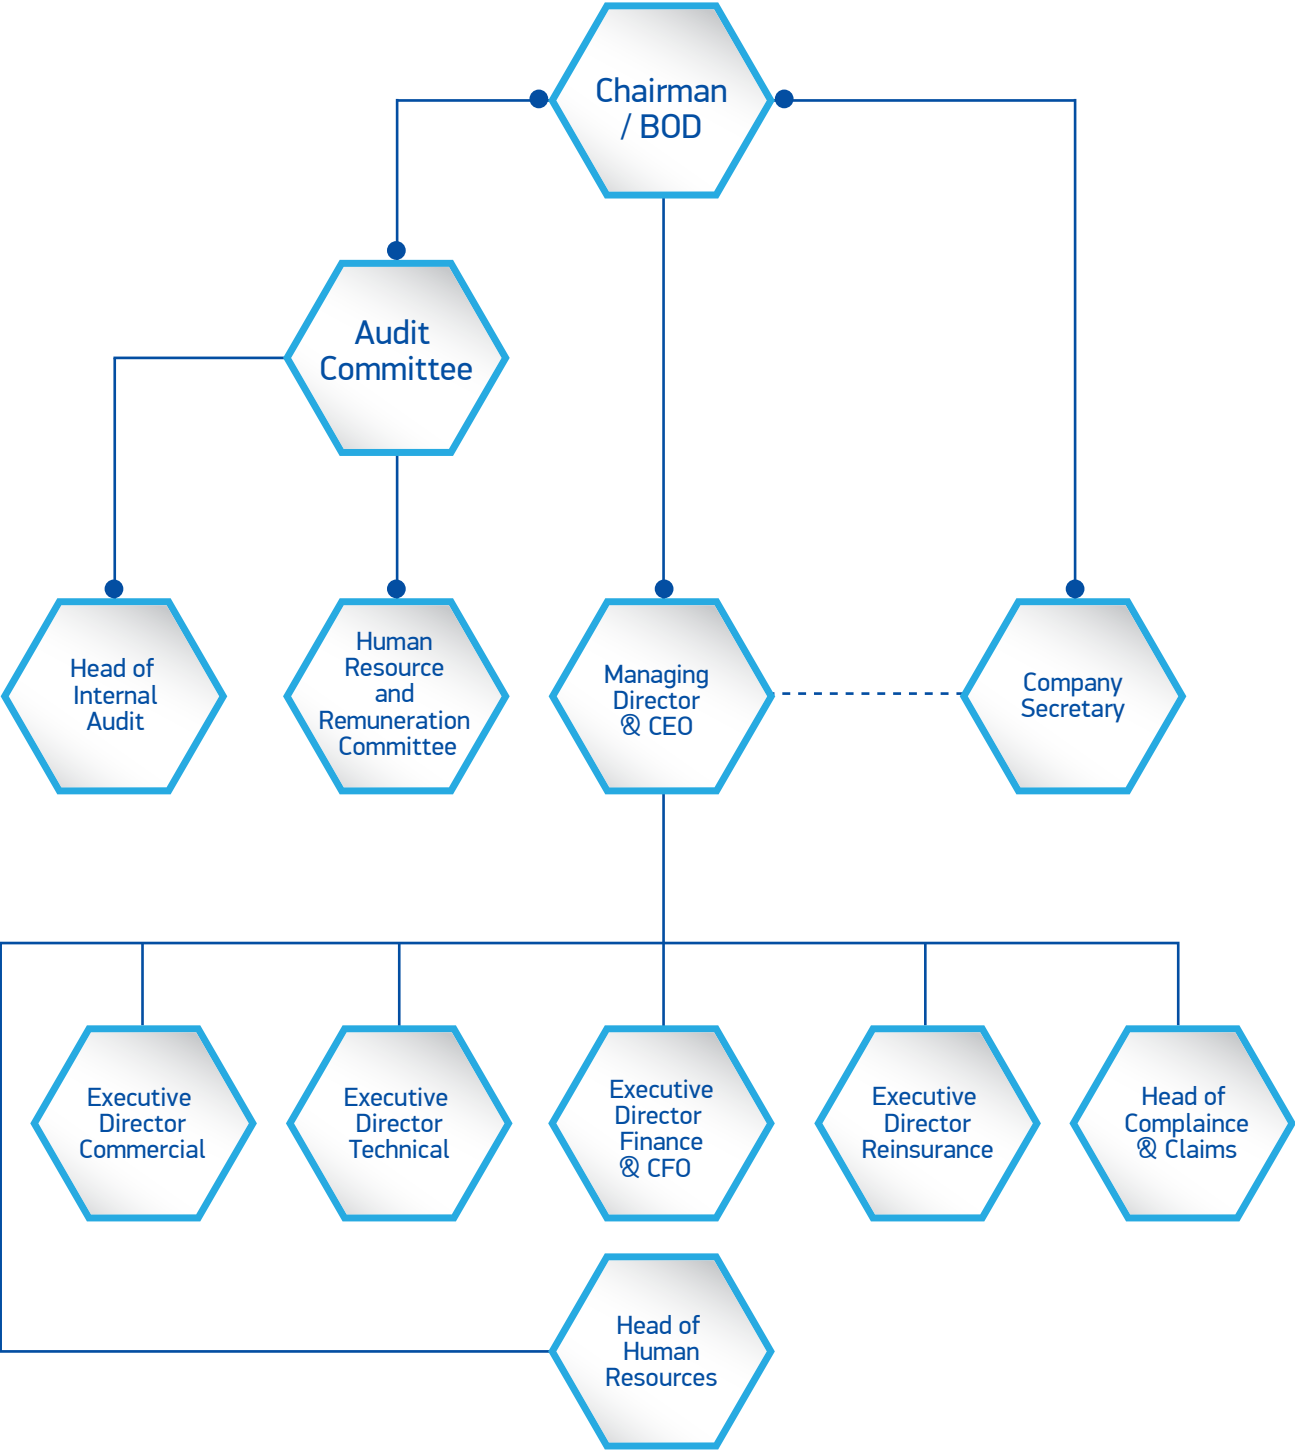 Chairman
/ BOD
Audit
Committee
Head of
Internal
Audit
Human
Resource
and
Remuneration
Committee
Managing
Director
& CEO
Company
Secretary
Executive
Director
Commercial
Executive
Director
Technical
Executive
Director
Finance
& CFO
Executive
Director
Reinsurance
Head of
Complaince
& Claims
Head of
Human
Resources